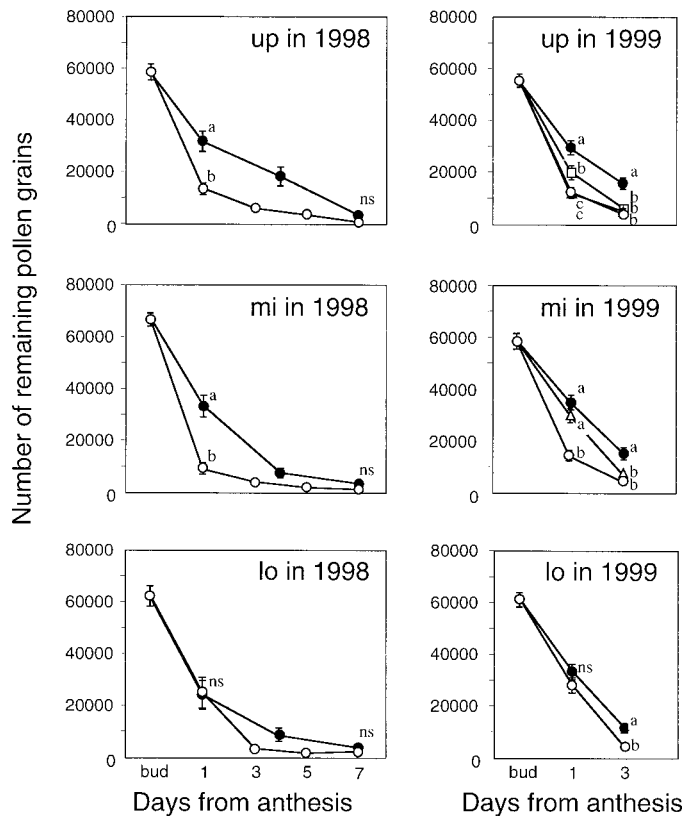 Number of remaining pollen grains
up in 1998
80000
60000
40000
20000
0
a
b
ns
up in 1999
80000
60000
40000
20000
0
a
b
c
c
a
b
b
b
mi in 1998
80000
60000
40000
20000
0
a
b
ns
mi in 1999
80000
60000
40000
20000
0
a
a
b
a
b
b
lo in 1998
80000
60000
40000
20000
0
ns
ns
bud 1 3 5 7
Days from anthesis
lo in 1999
80000
60000
40000
20000
0
ns
a
b
bud 1 3
Days from anthesis